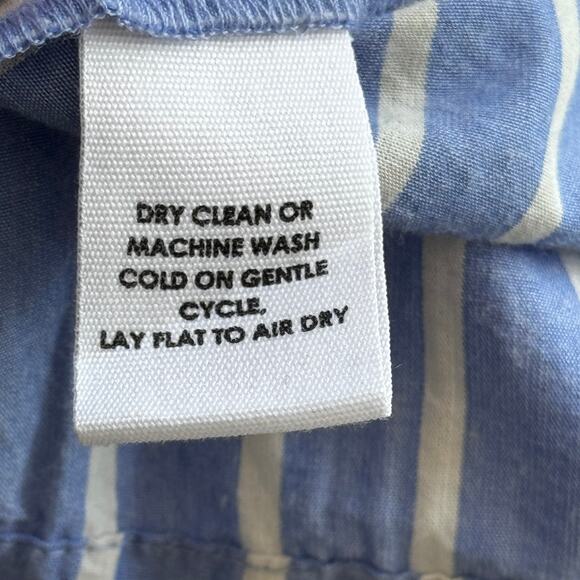 DRY CLEAN OR
MACHINE WASH
COLD ON GENTLE
CYCLE,
LAY FLAT TO AIR DRY